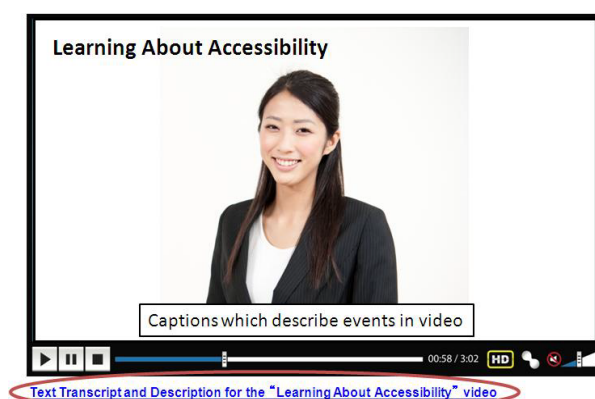 Learning About Accessibility
Captions which describe events in video
00:58 / 3:02 HD
Text Transcript and Description for the “Learning About Accessibility” video